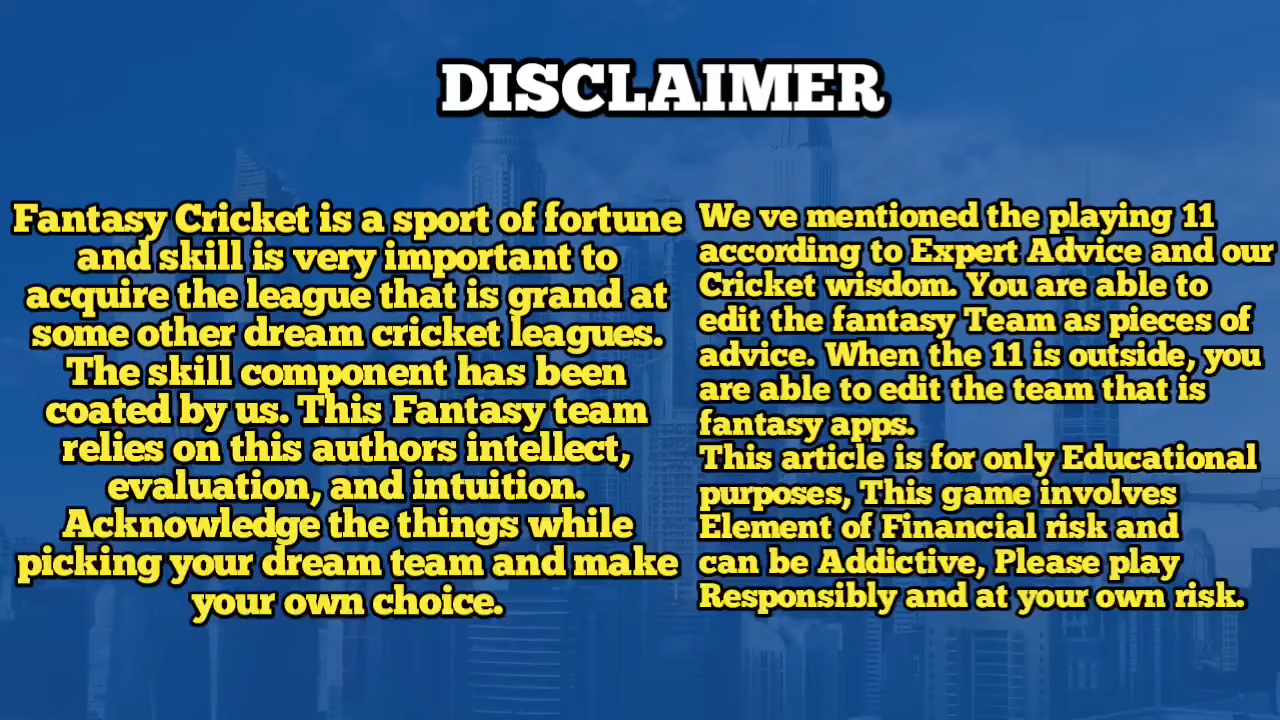 DISCLAIMER
Fantasy Cricket is a sport of fortune
and skill is very important to
acquire the league that is grand at
some other dream cricket leagues.
The skill component has been
coated by us. This Fantasy team
relies on this authors intellect,
evaluation, and intuition.
Acknowledge the things while
picking your dream team and make
your own choice.
We ve mentioned the playing 11
according to Expert Advice and our
Cricket wisdom. You are able to
edit the fantasy Team as pieces of
advice. When the 11 is outside, you
are able to edit the team that is
fantasy apps.
This article is for only Educational
purposes, This game involves
Element of Financial risk and
can be Addictive, Please play
Responsibly and at your own risk.